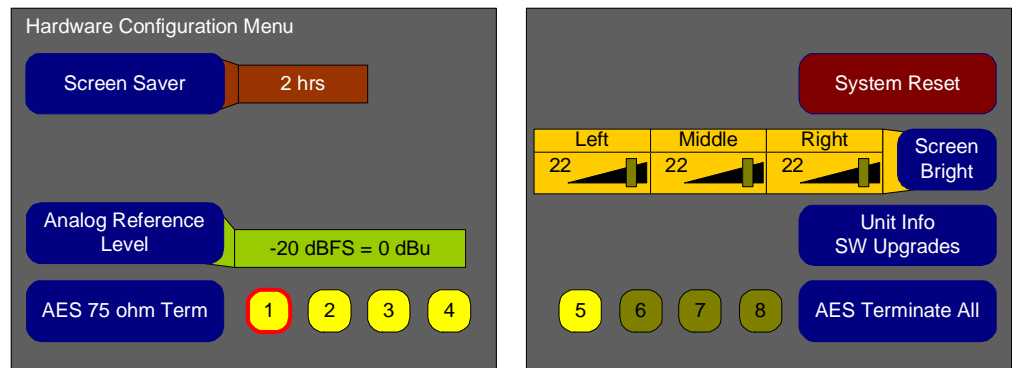 Hardware Configuration Menu
Screen Saver
2 hrs
Analog Reference
Level
-20 dBFS = 0 dBu
AES 75 ohm Term
1
2
3
4
System Reset
Left
Middle
Right
22
22
22
Screen
Bright
Unit Info
SW Upgrades
5
6
7
8
AES Terminate All